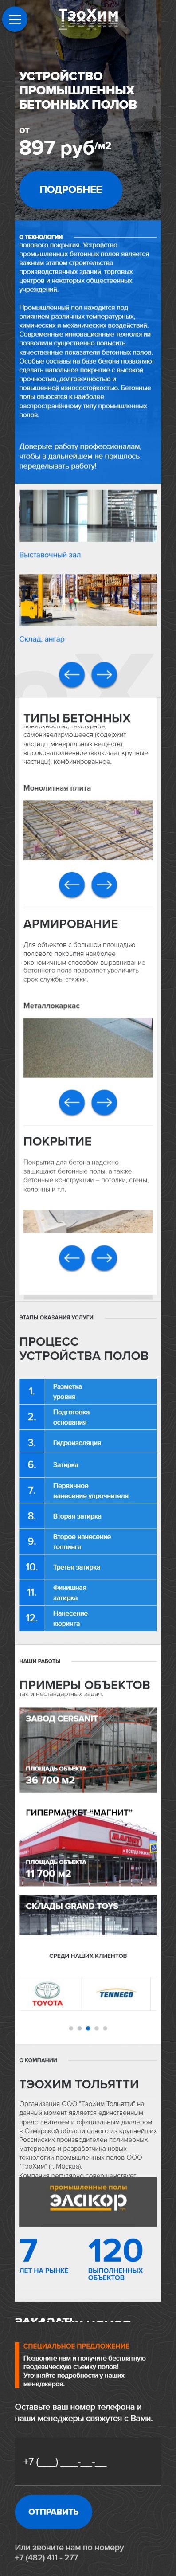 ТэоХим
УСТРОЙСТВО
ПРОМЫШЛЕННЫХ
БЕТОННЫХ ПОЛОВ
от
897 руб/м2
ПОДРОБНЕЕ
О ТЕХНОЛОГИИ
полового покрытия. Устройство
промышленных бетонных полов является
важным этапом строительства
производственных зданий, торговых
центров и некоторых общественных
учреждений.
Промышленный пол находится под
влиянием различных температурных,
химических и механических воздействий.
Современные инновационные технологии
позволили существенно повысить
качественные показатели бетонных полов.
Особые составы на базе бетона позволяют
сделать напольное покрытие с высокой
прочностью, долговечностью и
повышенной износостойкостью. Бетонные
полы относятся к наиболее
распространённому типу промышленных
полов.
Доверьте работу профессионалам,
чтобы в дальнейшем не пришлось
переделывать работу!
Выставочный зал
Склад, ангар
ТИПЫ БЕТОННЫХ
самонивелирующееся (содержит
частицы минеральных веществ),
высоконаполненное (включает крупные
частицы), комбинированное.
Монолитная плита
АРМИРОВАНИЕ
Для объектов с большой площадью
полового покрытия наиболее
экономичным способом выравнивание
бетонного пола позволяет увеличить
срок службы стяжки.
Металлокаркас
ПОКРЫТИЕ
Покрытия для бетона надежно
защищают бетонные полы, а также
бетонные конструкции – потолки, стены,
колонны и т.п.
ЭТАПЫ ОКАЗАНИЯ УСЛУГИ
ПРОЦЕСС
УСТРОЙСТВА ПОЛОВ
1. Разметка
уровня
2. Подготовка
основания
3. Гидроизоляция
6. Затирка
7. Первичное
нанесение упрочнителя
8. Вторая затирка
9. Второе нанесение
топпинга
10. Третья затирка
11. Финишная
затирка
12. Нанесение
кюринга
НАШИ РАБОТЫ
ПРИМЕРЫ ОБЪЕКТОВ
так и нестандартных задач.
ЗАВОД CERSANIT
ПЛОЩАДЬ ОБЪЕКТА
36 700 м2
ГИПЕРМАРКЕТ “МАГНИТ”
МАГНИТ
ПЛОЩАДЬ ОБЪЕКТА
11 700 м2
СКЛАДЫ GRAND TOYS
СРЕДИ НАШИХ КЛИЕНТОВ
TOYOTA
TENNECO
О КОМПАНИИ
ТЭОХИМ ТОЛЬЯТТИ
Организация ООО "ТэоХим Тольятти" на
данный момент является единственным
представителем и официальным диллером
в Самарской области одного из крупнейших
Российских производителей полимерных
материалов и разработчика новых
технологий промышленных полов ООО
"ТэоХим" (г. Москва).
Компания регулярно совершенствует
промышленные полы
элакор
7
ЛЕТ НА РЫНКЕ
120
ВЫПОЛНЕННЫХ
ОБЪЕКТОВ
СПЕЦИАЛЬНОЕ ПРЕДЛОЖЕНИЕ
Позвоните нам и получите бесплатную
геодезическую съемку полов!
Уточняйте подробности у наших
менеджеров.
Оставьте ваш номер телефона и
наши менеджеры свяжутся с Вами.
+7 (___) ___-__-__
ОТПРАВИТЬ
Или звоните нам по номеру
+7 (482) 411 - 277